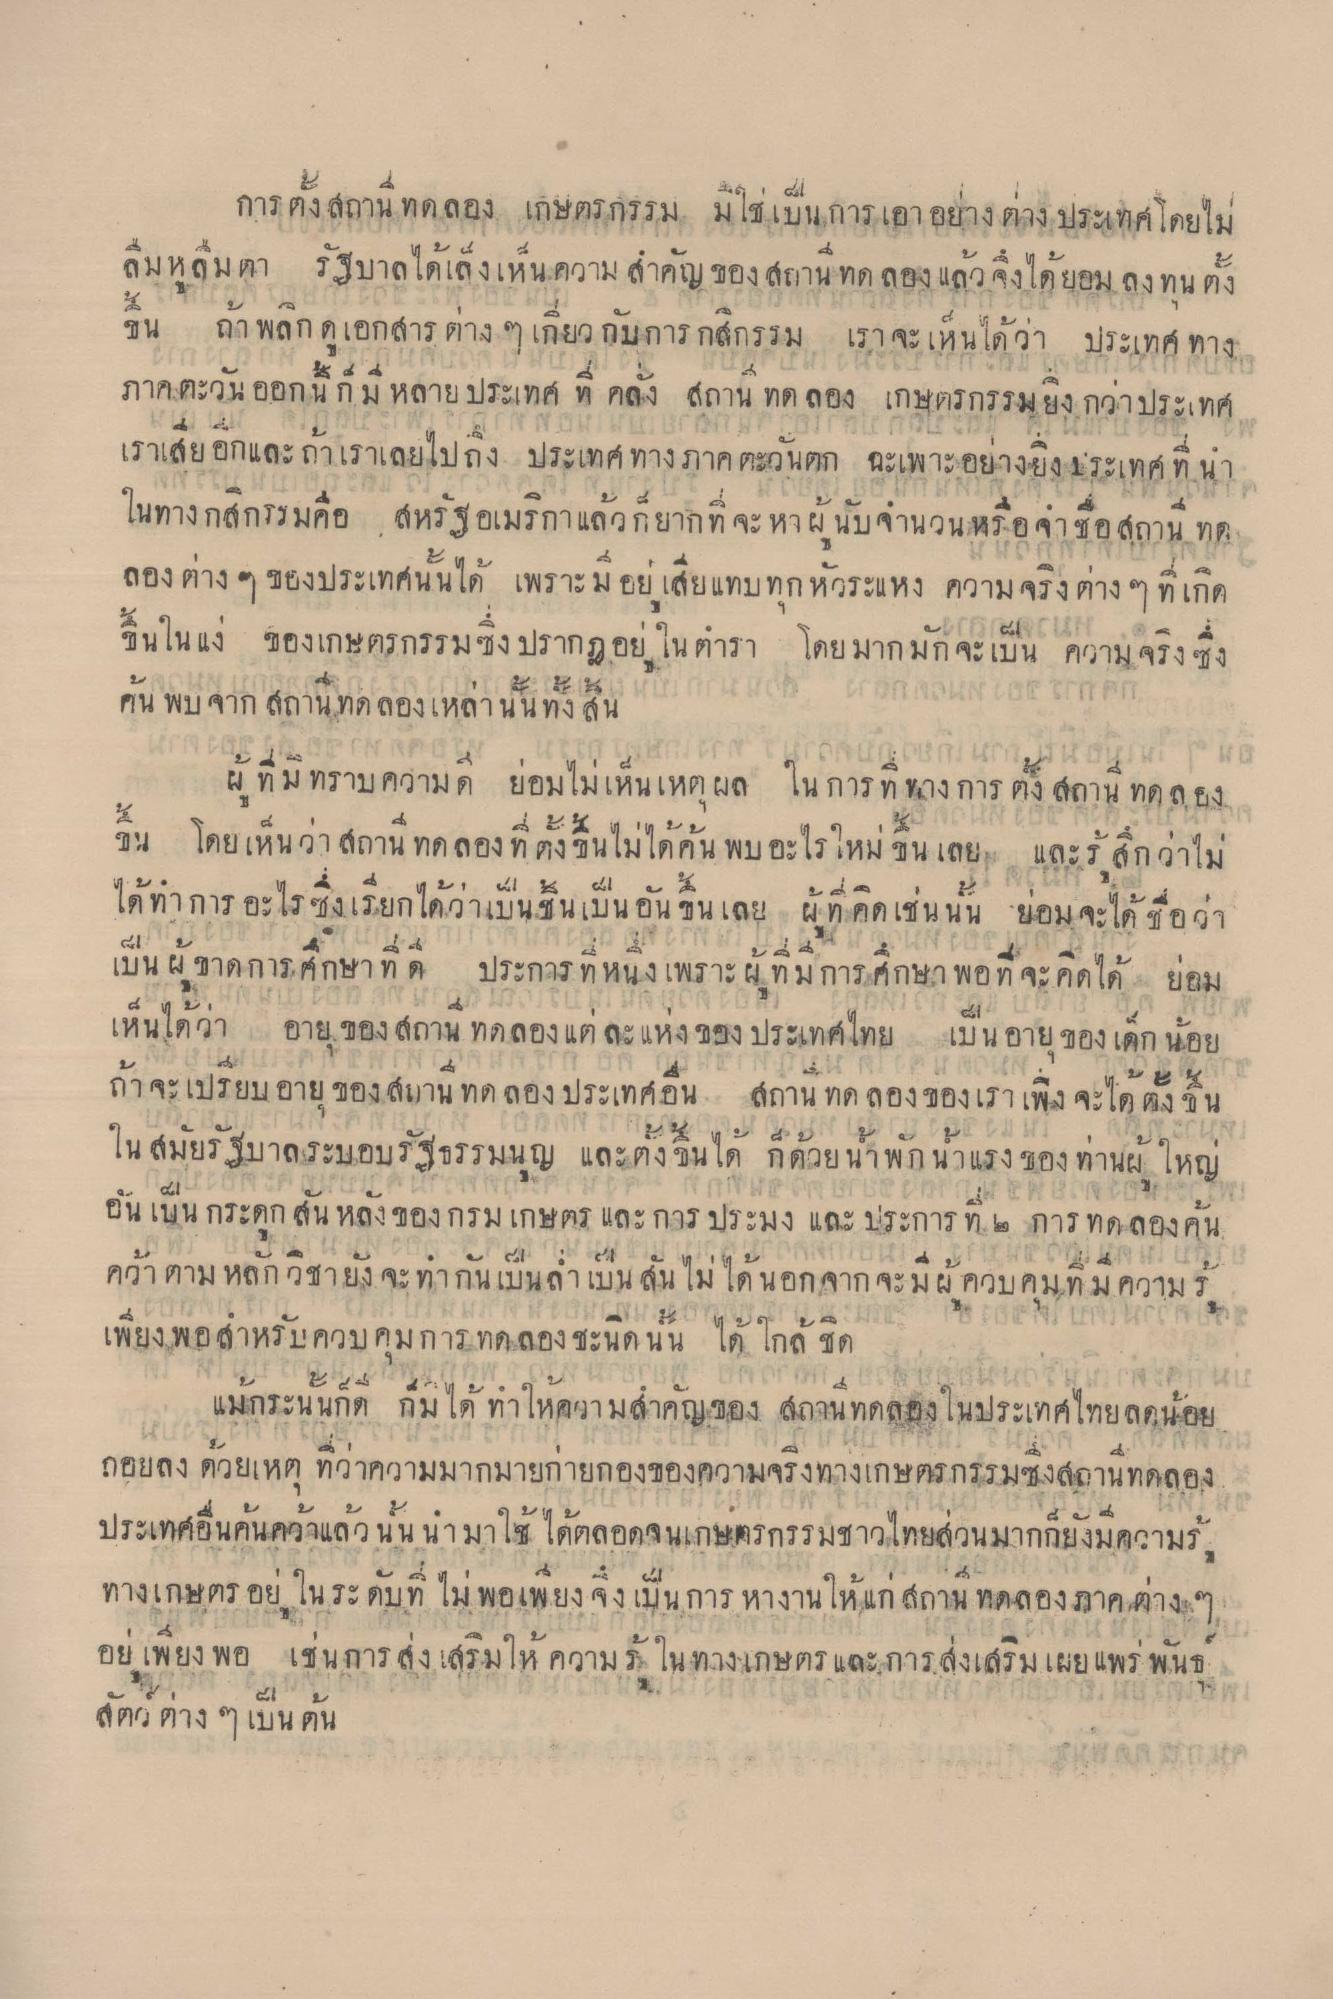 การตั้งสถานีทดลอง เกษตรกรรม มิใช่เป็นการเอาอย่างต่างประเทศโดยไม่
ลืมหูลืมตา รัฐบาลได้เล็งเห็นความสำคัญของสถานีทดลองแล้วจึงได้ยอมลงทุนตั้ง
ขึ้น ถ้าพลิกดูเอกสารต่างๆเกี่ยวกับการกสิกรรม เราจะเห็นได้ว่า ประเทศทาง
ภาคตะวันออกนี้ก็มีหลายประเทศ ที่ คลั่ง สถานีทดลอง เกษตรกรรมยิ่งกว่าประเทศ
เราเสียอีกและถ้าเราเลยไปถึง ประเทศทางภาคตะวันตก ฉะเพาะอย่างยิ่งประเทศที่นำ
ในทางกสิกรรมคือ สหรัฐอเมริกาแล้วก็ยากที่จะหาผู้นับจำนวนหรือจำชื่อสถานีทด
ลองต่างๆของประเทศนั้นได้ เพราะมีอยู่เสียแทบทุกหัวระแหง ความจริงต่างๆที่เกิด
ขึ้นในแง่ ของเกษตรกรรมซึ่งปรากฎอยู่ในตำรา โดยมากมักจะเป็น ความจริงซึ่ง
ค้นพบจากสถานีทดลองเหล่านั้นทั้งสิ้น
ผู้ที่มิทราบความดี ย่อมไม่เห็นเหตุผล ในการที่ทางการตั้งสถานีทดลอง
ขึ้น โดยเห็นว่าสถานีทดลองที่ตั้งขึ้นไม่ได้ค้นพบอะไรใหม่ขึ้นเลย และรู้สึกว่าไม่
ได้ทำการอะไรซึ่งเรียกได้ว่าเป็นชิ้นเป็นอันขึ้นเลย ผู้ที่คิดเช่นนั้น ย่อมจะได้ชื่อว่า
เป็นผู้ขาดการศึกษาที่ดี ประการที่หนึ่งเพราะผู้ที่มีการศึกษาพอที่จะคิดได้ ย่อม
เห็นได้ว่า อายุของสถานีทดลองแต่ละแห่งของประเทศไทย เป็นอายุของเด็กน้อย
ถ้าจะเปรียบอายุของสถานีทดลองประเทศอื่น สถานีทดลองของเราเพิ่งจะได้ตั้งขึ้น
ในสมัยรัฐบาลระบอบรัฐธรรมนุญ และตั้งขึ้นได้ ก็ด้วยน้ำพักน้ำแรงของท่านผู้ใหญ่
อันเป็นกระดุกสันหลังของกรมเกษตรและการประมง และประการที่๒ การทดลองค้น
คว้าตามหลักวิชายังจะทำกันเป็นล่ำเป็นสันไม่ได้นอกจากจะมีผู้ควบคุมที่มีความรู้
เพียงพอสำหรับควบคุมการทดลองชะนิดนั้น ได้ใกล้ชิด
แม้กระนั้นก็ดี ก็มิได้ทำให้ความสำคัญของ สถานีทดลองในประเทศไทยลดน้อย
ถอยลง ด้วยเหตุ ที่ว่าความมากมายก่ายกองของความจริงทางเกษตรกรรมซึ่งสถานีทดลอง
ประเทศอื่นค้นคว้าแล้วนั้นนำมาใช้ได้ตลอดจนเกษตรกรรมชาวไทยส่วนมากก็ยังมีความรู้
ทางเกษตรอยู่ในระดับที่ไม่พอเพียงจึงเป็นการหางานให้แก่สถานีทดลองภาคต่างๆ
อยู่เพียงพอ เช่นการส่งเสริมให้ความรู้ในทางเกษตรและการส่งเสริมเผยแพร่พันธุ์
สัตว์ต่างๆเป็นต้น